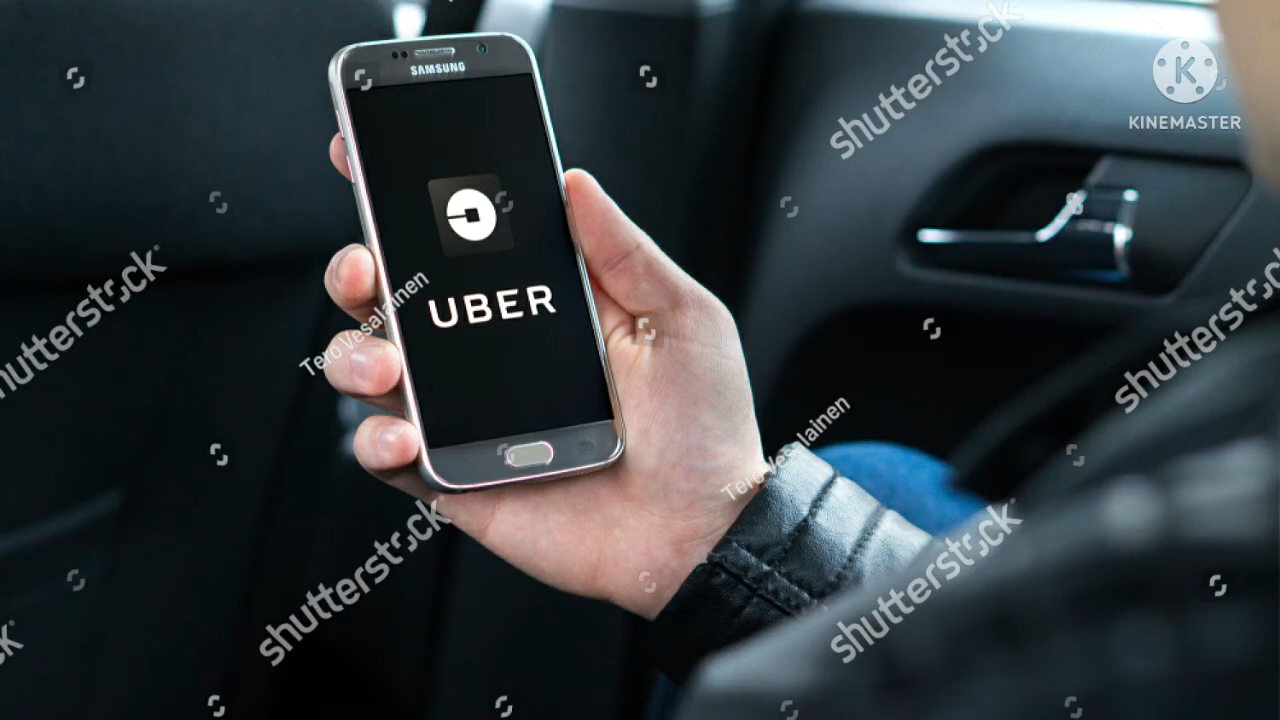 SAMSUNG
UBER
K
KINEMASTER
shutterstock
shutterstock
shutterstock
shutterstock
shutterstock
Tero Vesalainen
Tero Vesalainen